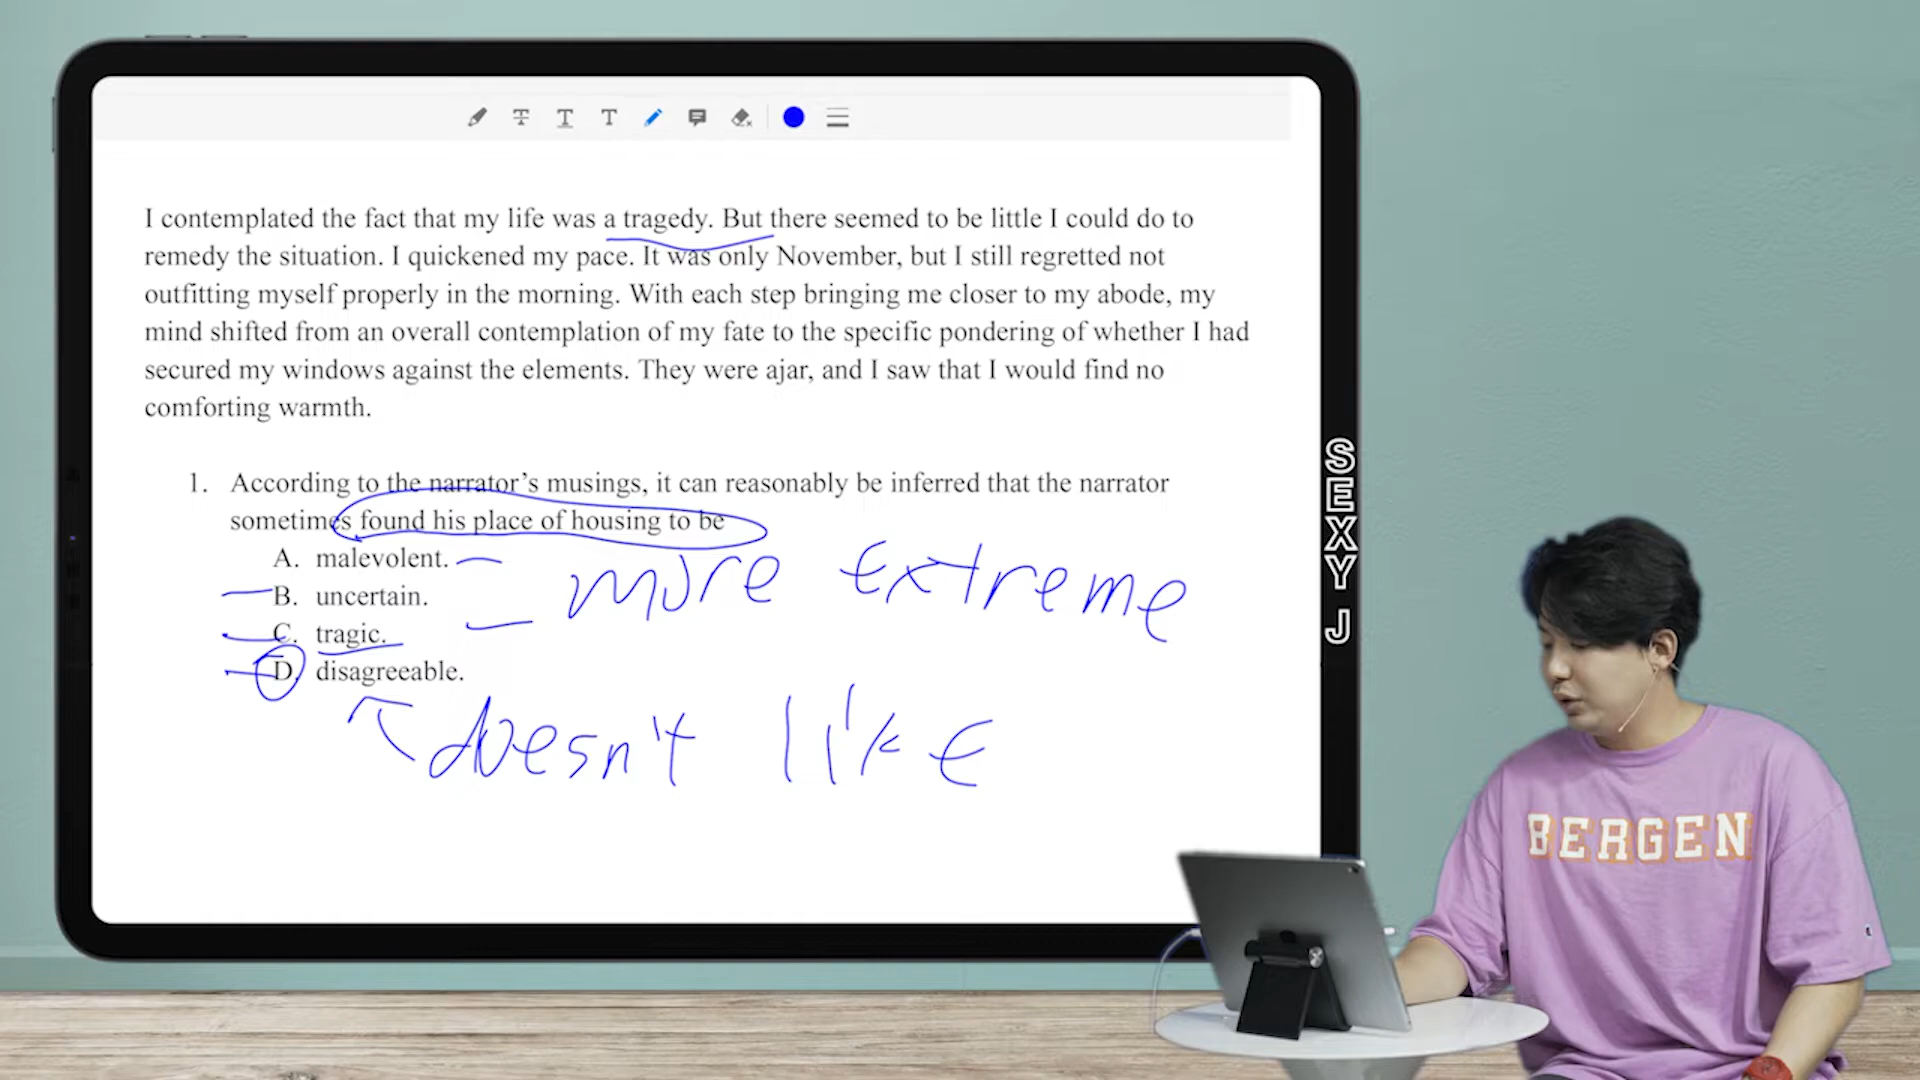 I contemplated the fact that my life was a tragedy. But there seemed to be little I could do to
remedy the situation. I quickened my pace. It was only November, but I still regretted not
outfitting myself properly in the morning. With each step bringing me closer to my abode, my
mind shifted from an overall contemplation of my fate to the specific pondering of whether I had
secured my windows against the elements. They were ajar, and I saw that I would find no
comforting warmth.
1. According to the narrator's musings, it can reasonably be inferred that the narrator
sometimes found his place of housing to be
A. malevolent.
B. uncertain.
C. tragic.
D. disagreeable.
more extreme
doesn't like
SEXY J
BERGEN